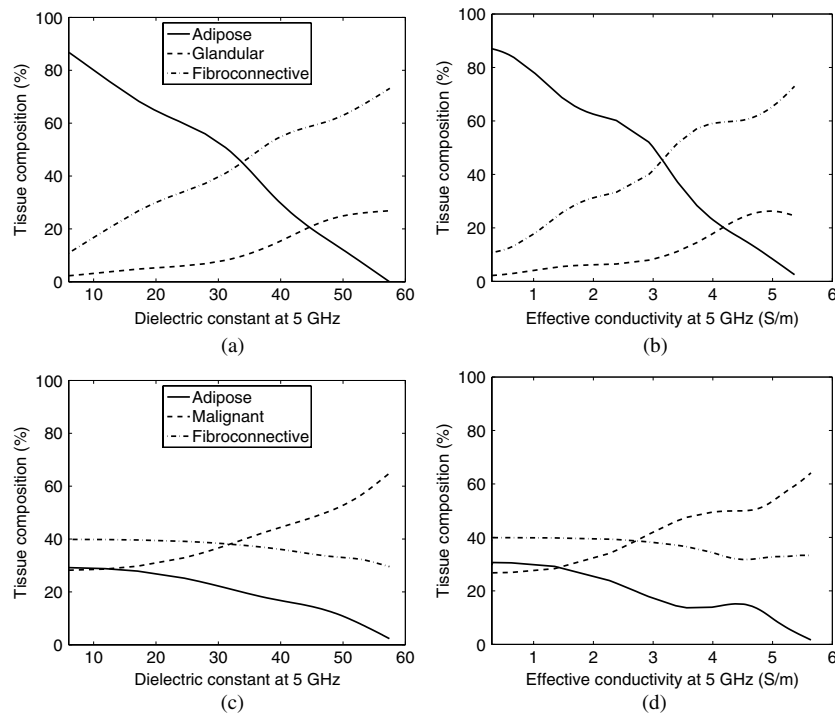 100
80
60
40
20
0
Tissue composition (%)
Adipose
Glandular
Fibroconnective
10 20 30 40 50 60
Dielectric constant at 5 GHz
(a)
100
80
60
40
20
0
Tissue composition (%)
1 2 3 4 5 6
Effective conductivity at 5 GHz (S/m)
(b)
100
80
60
40
20
0
Tissue composition (%)
Adipose
Malignant
Fibroconnective
10 20 30 40 50 60
Dielectric constant at 5 GHz
(c)
100
80
60
40
20
0
Tissue composition (%)
1 2 3 4 5 6
Effective conductivity at 5 GHz (S/m)
(d)